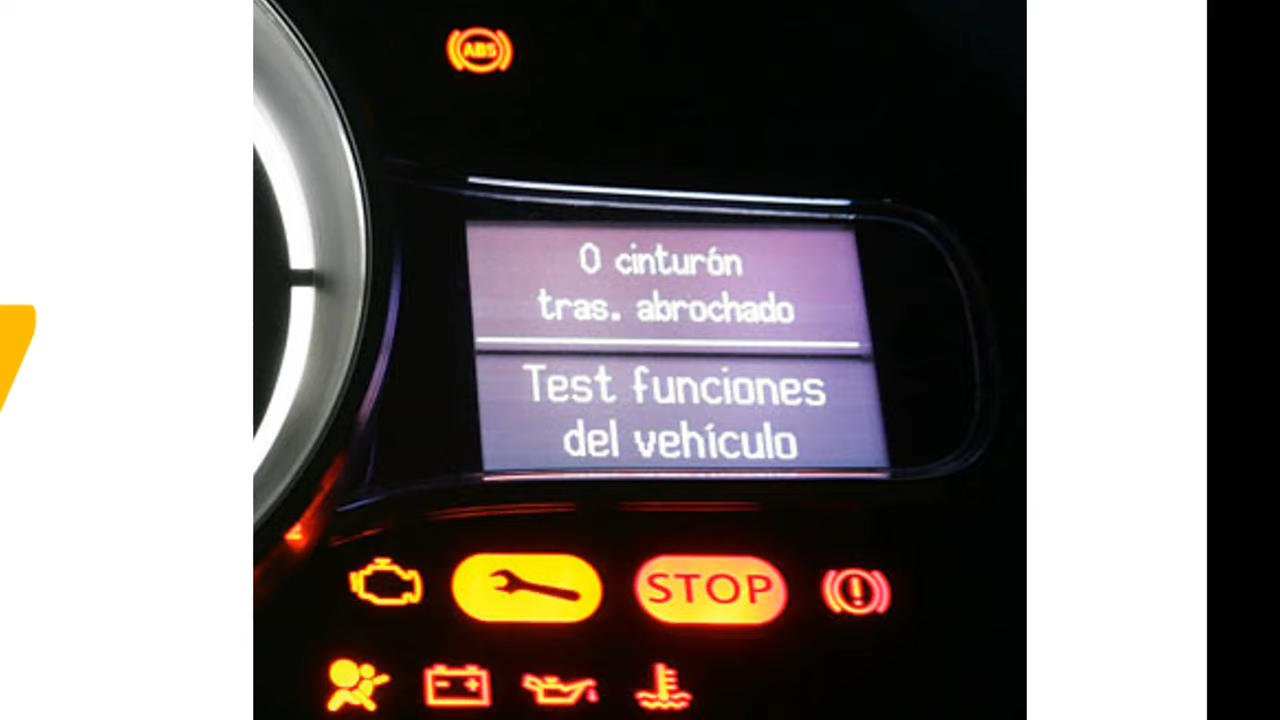 ABS
0 cinturón
tras. abrochado
Test funciones
del vehículo
STOP